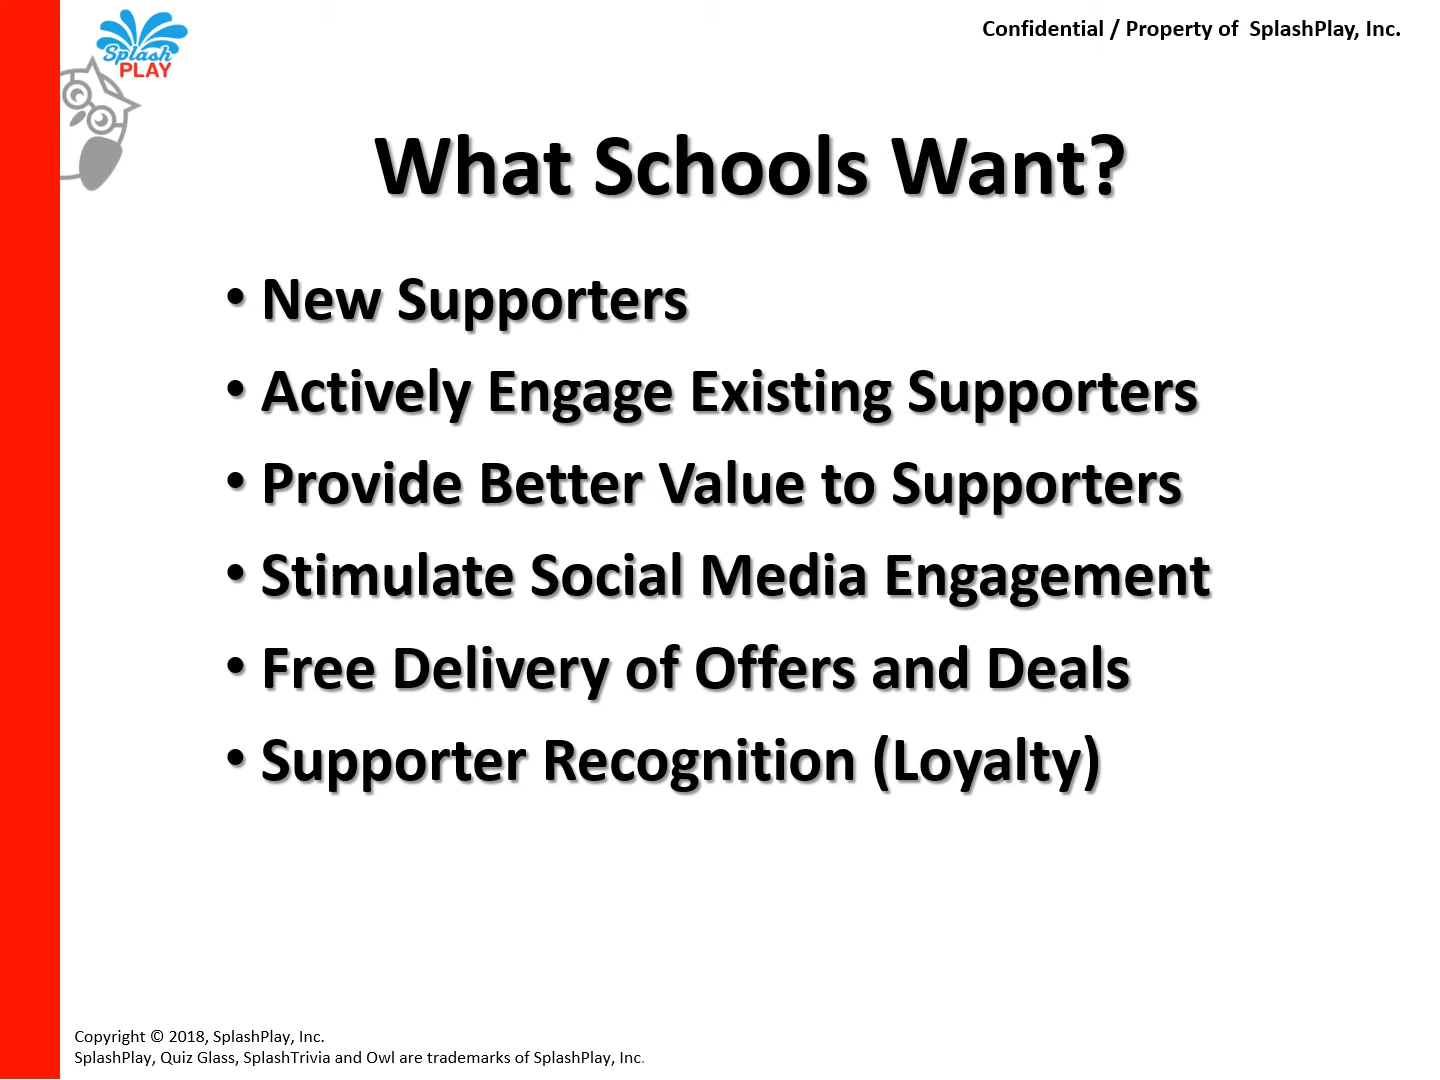 Splash
PLAY
Confidential / Property of  SplashPlay, Inc.
What Schools Want?
• New Supporters
• Actively Engage Existing Supporters
• Provide Better Value to Supporters
• Stimulate Social Media Engagement
• Free Delivery of Offers and Deals
• Supporter Recognition (Loyalty)
Copyright © 2018, SplashPlay, Inc.
SplashPlay, Quiz Glass, SplashTrivia and Owl are trademarks of SplashPlay, Inc.